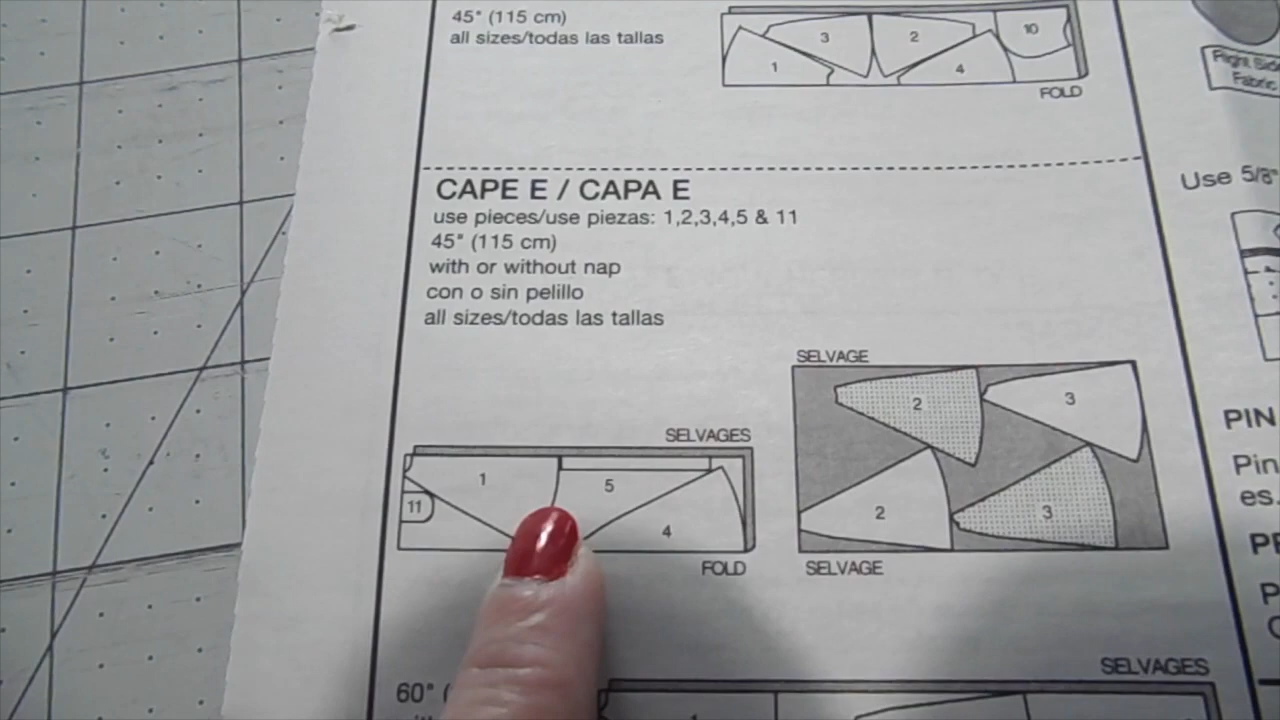 45" (115 cm)
all sizes/todas las tallas
3
2
10
1
4
FOLD
Right Side
Fabric
Use 5/8"
CAPE E / CAPA E
use pieces/use piezas: 1,2,3,4,5 & 11
45" (115 cm)
with or without nap
con o sin pelillo
all sizes/todas las tallas
SELVAGES
1
5
11
4
FOLD
SELVAGE
2
3
2
3
SELVAGE
PIN
Pin
es.
P
60" (
SELVAGES